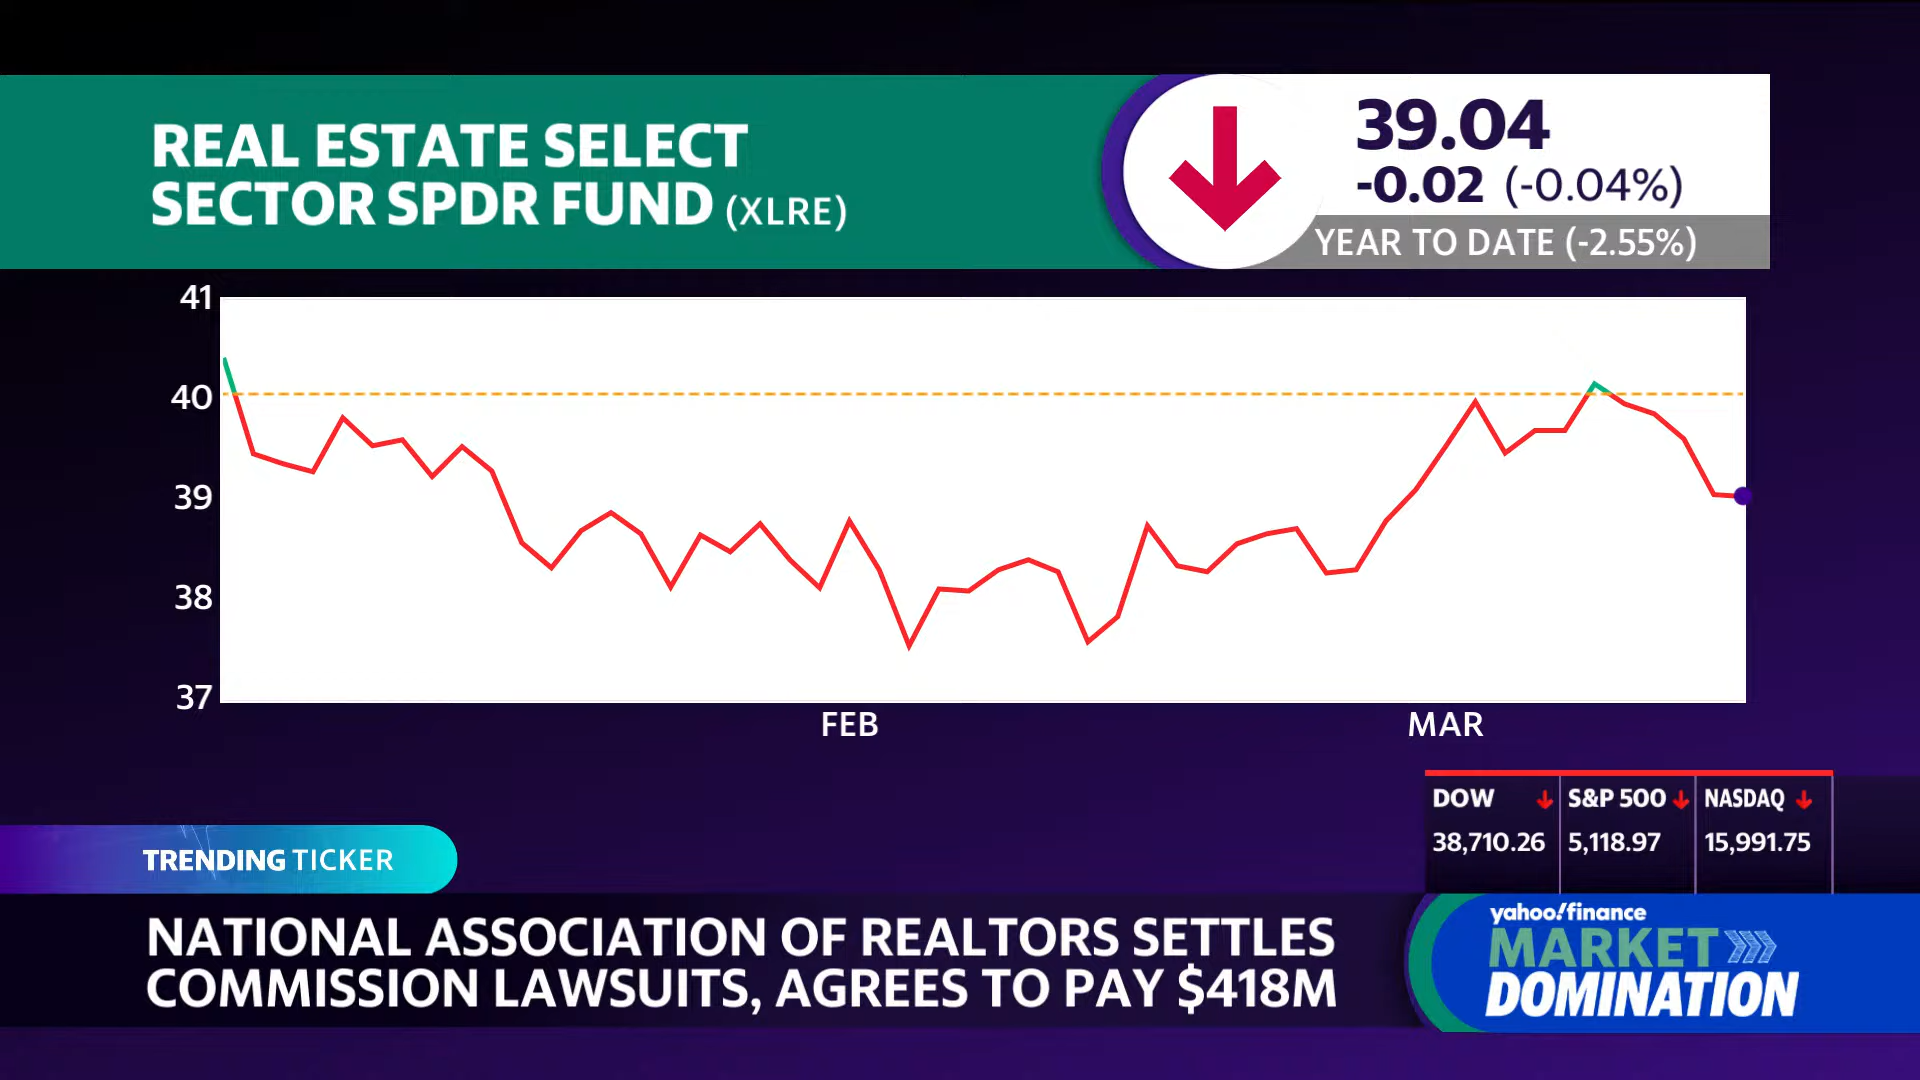 REAL ESTATE SELECT
SECTOR SPDR FUND (XLRE)
39.04
-0.02 (-0.04%)
YEAR TO DATE (-2.55%)
41
40
39
38
37
FEB
MAR
DOW
38,710.26
S&P 500
5,118.97
NASDAQ
15,991.75
TRENDING TICKER
NATIONAL ASSOCIATION OF REALTORS SETTLES
COMMISSION LAWSUITS, AGREES TO PAY $418M
yahoo!finance
MARKET
DOMINATION